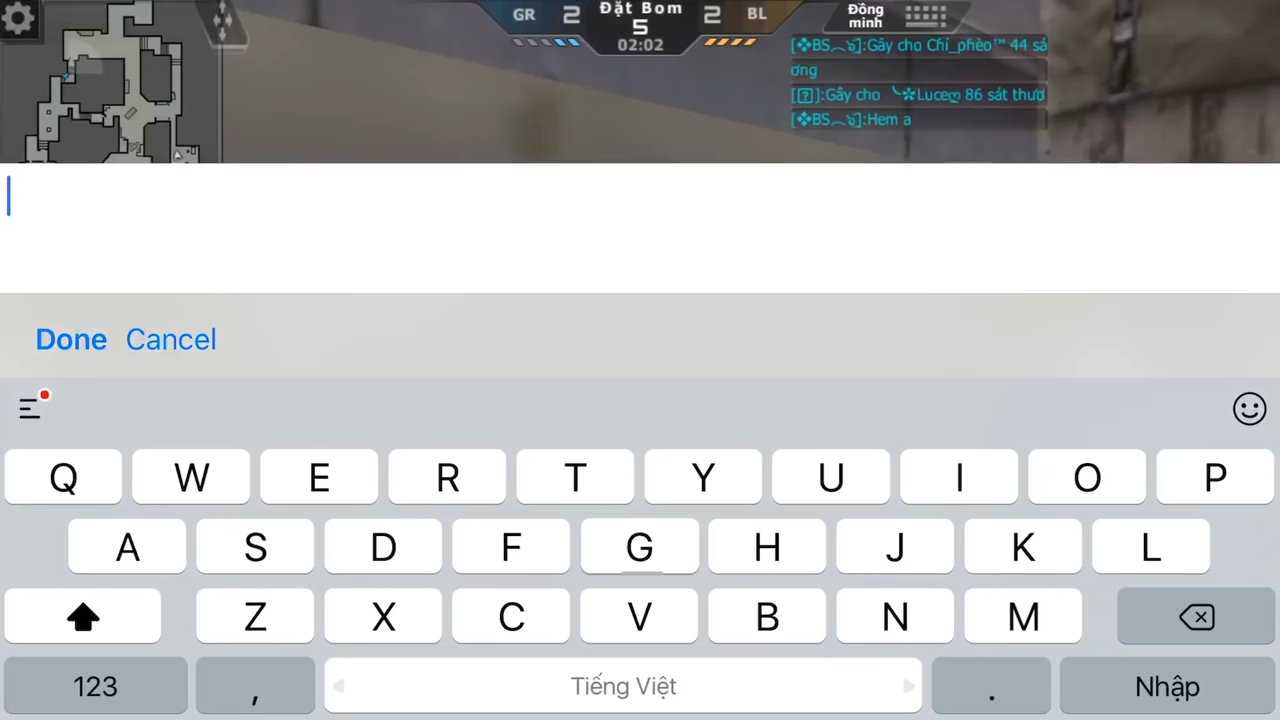 GR 2 Đặt Bom 2 BL
5
02:02
Đồng
minh
[❖BS︵ঌ]:Gây cho Chí_phèo™ 44 sá
ơng
[?]:Gây cho ╰✲Luceღ 86 sát thươ
[❖BS︵ঌ]:Hem a
Done Cancel
Q W E R T Y U I O P
A S D F G H J K L
Z X C V B N M
123 , Tiếng Việt . Nhập